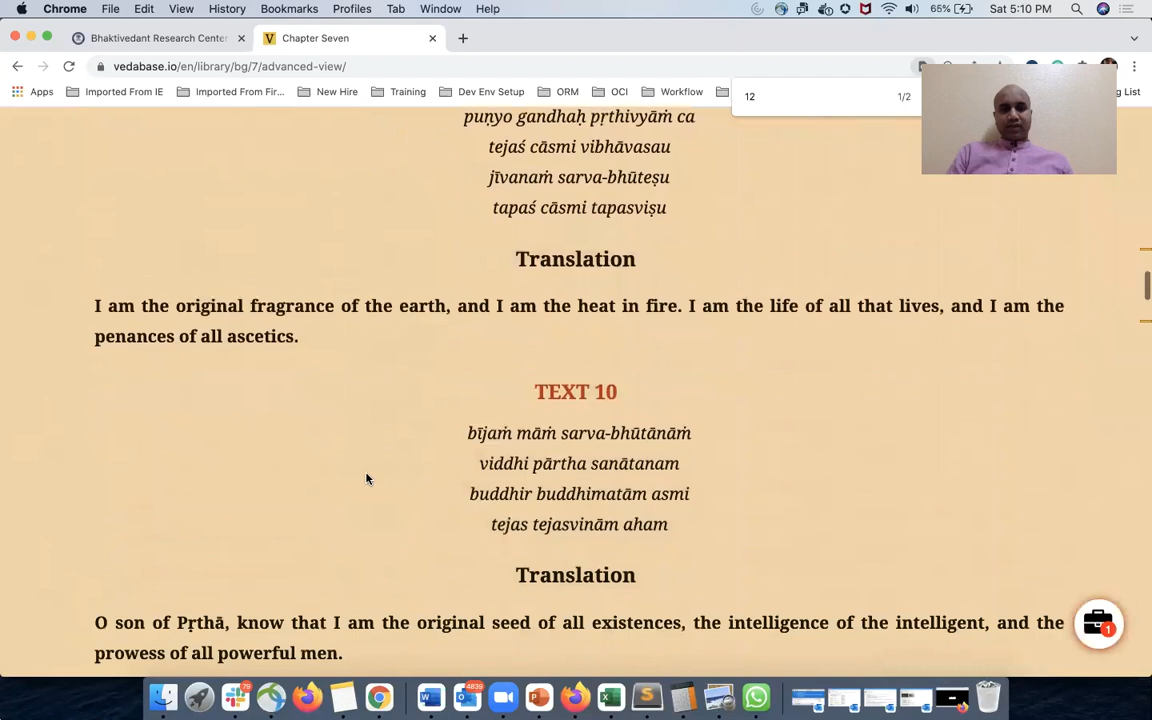 Chrome File Edit View History Bookmarks Profiles Tab Window Help 65% Sat 5:10 PM
Bhaktivedant Research Center
Chapter Seven
vedabase.io/en/library/bg/7/advanced-view/
Apps Imported From IE Imported From Fir... New Hire Training Dev Env Setup ORM OCI Workflow
12 1/2
puṇyo gandhaḥ pṛthivyāṁ ca
tejaś cāsmi vibhāvasau
jīvanaṁ sarva-bhūteṣu
tapaś cāsmi tapasviṣu
Translation
I am the original fragrance of the earth, and I am the heat in fire. I am the life of all that lives, and I am the
penances of all ascetics.
TEXT 10
bījaṁ māṁ sarva-bhūtānāṁ
viddhi pārtha sanātanam
buddhir buddhimatām asmi
tejas tejasvinām aham
Translation
O son of Pṛthā, know that I am the original seed of all existences, the intelligence of the intelligent, and the
prowess of all powerful men.
1
79
4839